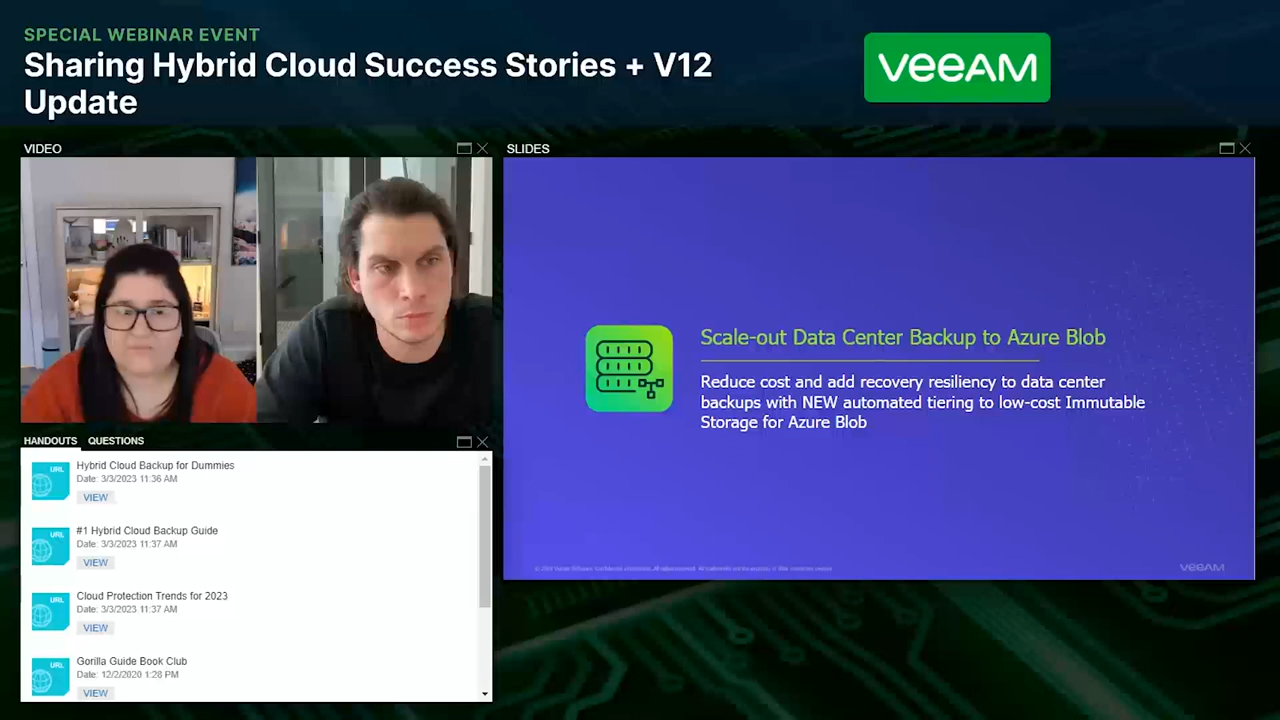 SPECIAL WEBINAR EVENT
Sharing Hybrid Cloud Success Stories + V12
Update
veeAM
VIDEO
SLIDES
Scale-out Data Center Backup to Azure Blob
Reduce cost and add recovery resiliency to data center
backups with NEW automated tiering to low-cost Immutable
Storage for Azure Blob
veeAM
HANDOUTS QUESTIONS
URL
Hybrid Cloud Backup for Dummies
Date: 3/3/2023 11:36 AM
VIEW
URL
#1 Hybrid Cloud Backup Guide
Date: 3/3/2023 11:37 AM
VIEW
URL
Cloud Protection Trends for 2023
Date: 3/3/2023 11:37 AM
VIEW
URL
Gorilla Guide Book Club
Date: 12/2/2020 1:28 PM
VIEW